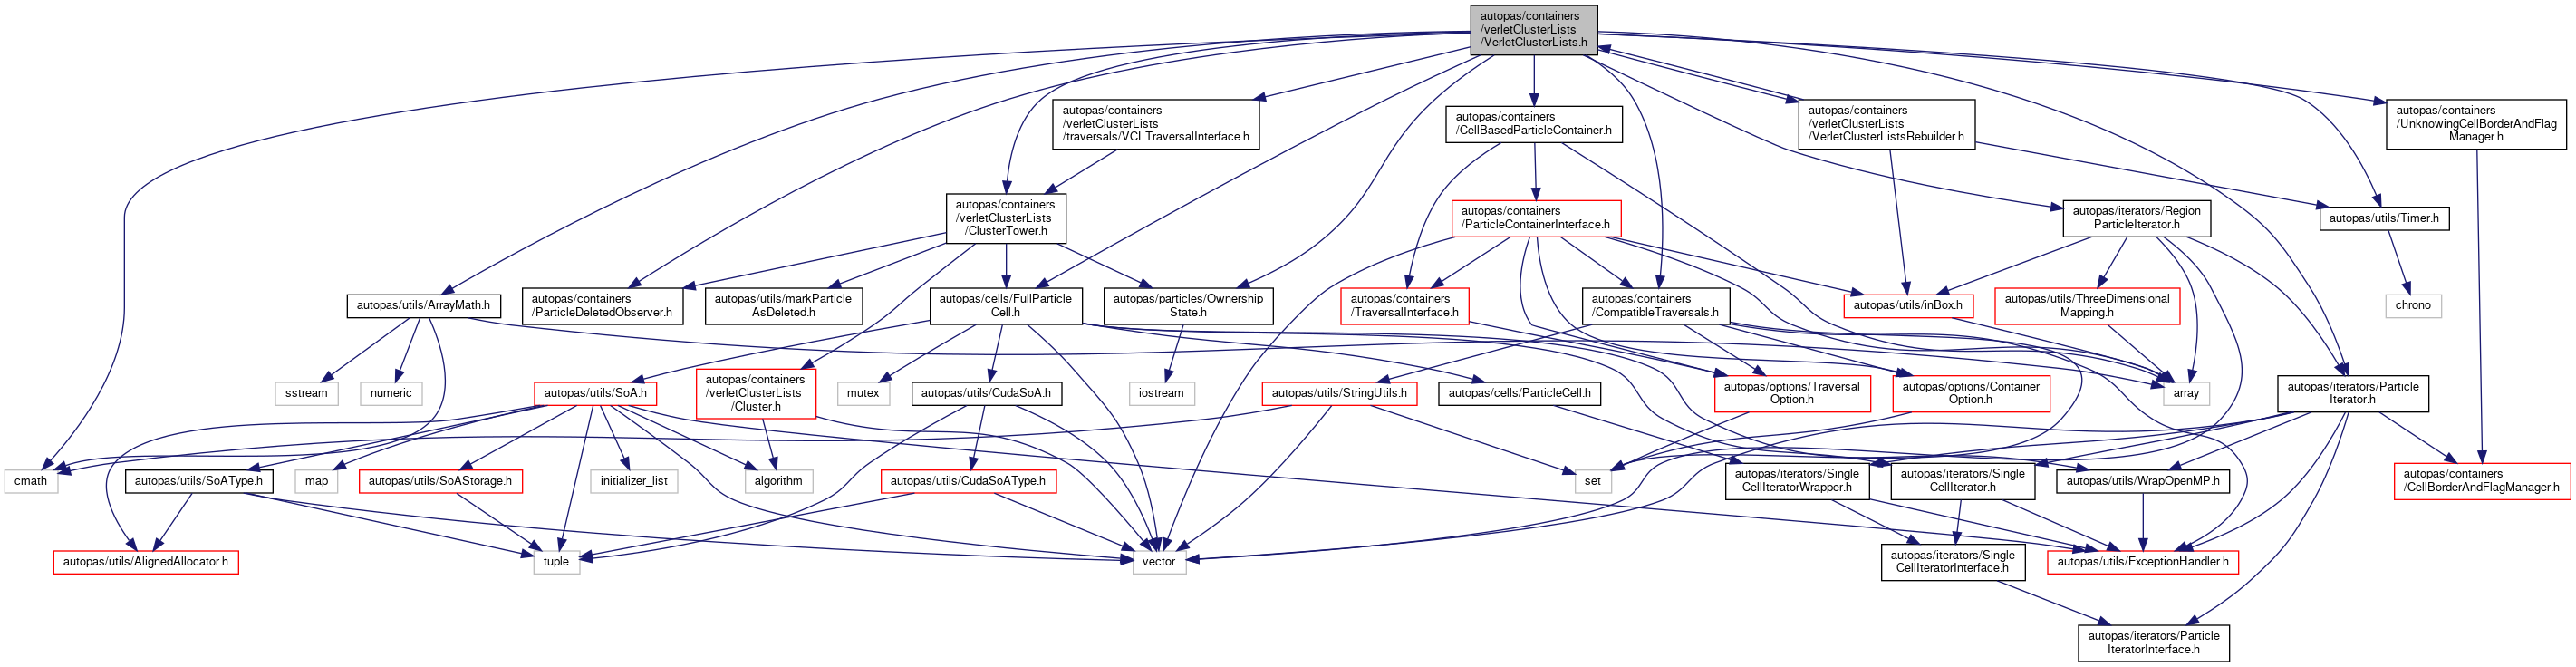 autopas/containers
/verletClusterLists
/VerletClusterLists.h
autopas/containers
/verletClusterLists
/traversals/VCLTraversalInterface.h
autopas/containers
/CellBasedParticleContainer.h
autopas/containers
/verletClusterLists
/VerletClusterListsRebuilder.h
autopas/containers
/UnknowingCellBorderAndFlag
Manager.h
autopas/containers
/verletClusterLists
/ClusterTower.h
autopas/containers
/ParticleContainerInterface.h
autopas/iterators/Region
ParticleIterator.h
autopas/utils/Timer.h
autopas/utils/ArrayMath.h
autopas/containers
/ParticleDeletedObserver.h
autopas/utils/markParticle
AsDeleted.h
autopas/cells/FullParticle
Cell.h
autopas/particles/Ownership
State.h
autopas/containers
/TraversalInterface.h
autopas/containers
/CompatibleTraversals.h
autopas/utils/inBox.h
autopas/utils/ThreeDimensional
Mapping.h
chrono
sstream
numeric
autopas/utils/SoA.h
autopas/containers
/verletClusterLists
/Cluster.h
mutex
autopas/utils/CudaSoA.h
iostream
autopas/utils/StringUtils.h
autopas/cells/ParticleCell.h
autopas/options/Traversal
Option.h
autopas/options/Container
Option.h
array
autopas/iterators/Particle
Iterator.h
cmath
autopas/utils/SoAType.h
map
autopas/utils/SoAStorage.h
initializer_list
algorithm
autopas/utils/CudaSoAType.h
set
autopas/iterators/Single
CellIteratorWrapper.h
autopas/iterators/Single
CellIterator.h
autopas/utils/WrapOpenMP.h
autopas/containers
/CellBorderAndFlagManager.h
autopas/utils/AlignedAllocator.h
tuple
vector
autopas/iterators/Single
CellIteratorInterface.h
autopas/utils/ExceptionHandler.h
autopas/iterators/Particle
IteratorInterface.h